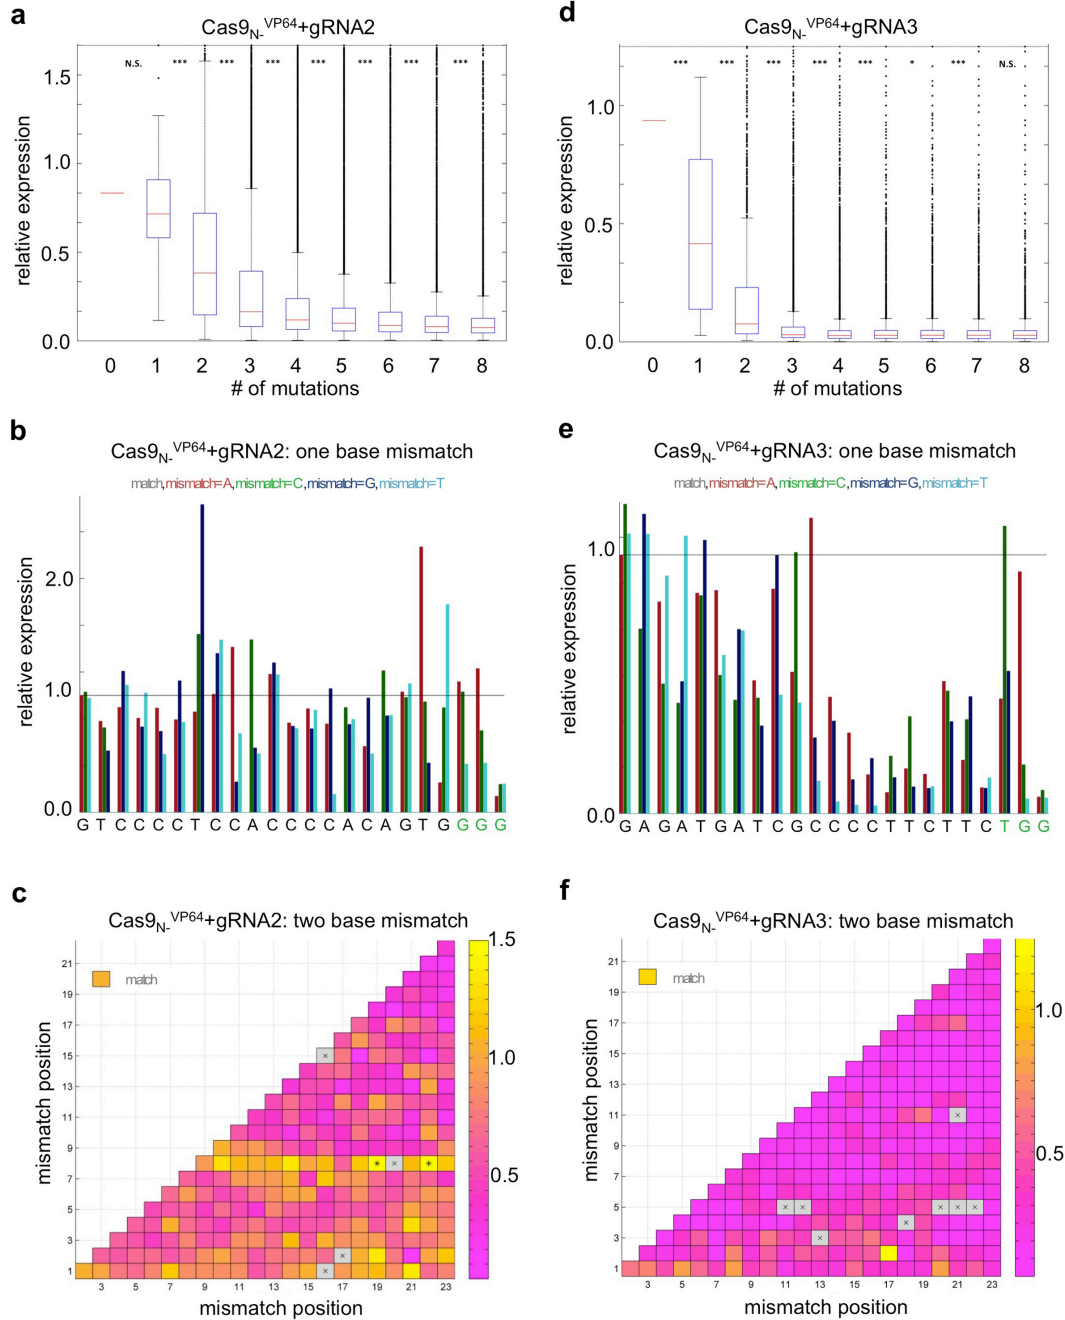 a
Cas9N-VP64+gRNA2
N.S. *** *** *** *** *** *** ***
1.5
1.0
0.5
0.0
relative expression
0 1 2 3 4 5 6 7 8
# of mutations
d
Cas9N-VP64+gRNA3
*** *** *** *** *** * *** N.S.
1.0
0.5
0.0
relative expression
0 1 2 3 4 5 6 7 8
# of mutations
b
Cas9N-VP64+gRNA2: one base mismatch
match,mismatch=A,mismatch=C,mismatch=G,mismatch=T
2.0
1.0
0.0
relative expression
G T C C C C T C C A C C C C A C A G T G G G G
e
Cas9N-VP64+gRNA3: one base mismatch
match,mismatch=A,mismatch=C,mismatch=G,mismatch=T
1.0
0.0
relative expression
G A G A T G A T C G C C C C T T C T T C T G G
c
Cas9N-VP64+gRNA2: two base mismatch
match
21
19
17
15
13
11
9
7
5
3
1
mismatch position
3 5 7 9 11 13 15 17 19 21 23
mismatch position
1.5
1.0
0.5
f
Cas9N-VP64+gRNA3: two base mismatch
match
21
19
17
15
13
11
9
7
5
3
1
mismatch position
3 5 7 9 11 13 15 17 19 21 23
mismatch position
1.0
0.5